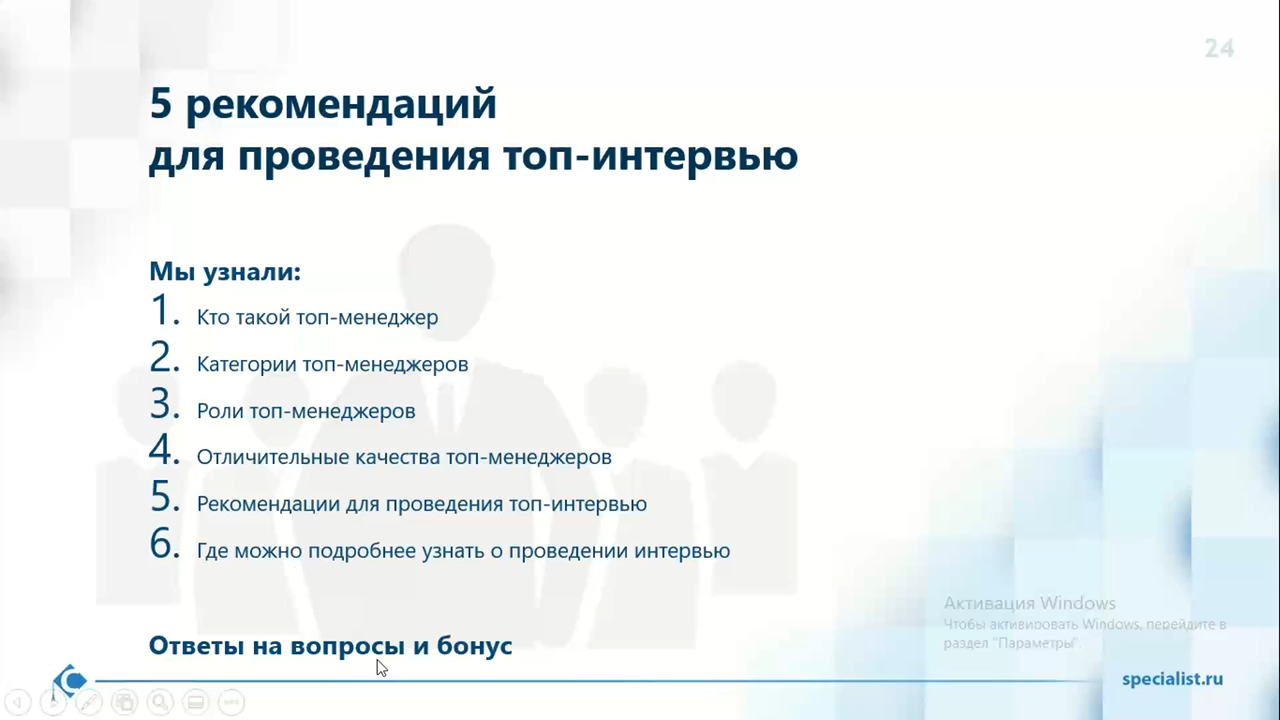 24
5 рекомендаций
для проведения топ-интервью
Мы узнали:
1. Кто такой топ-менеджер
2. Категории топ-менеджеров
3. Роли топ-менеджеров
4. Отличительные качества топ-менеджеров
5. Рекомендации для проведения топ-интервью
6. Где можно подробнее узнать о проведении интервью
Активация Windows
Чтобы активировать Windows, перейдите в
раздел "Параметры".
Ответы на вопросы и бонус
specialist.ru